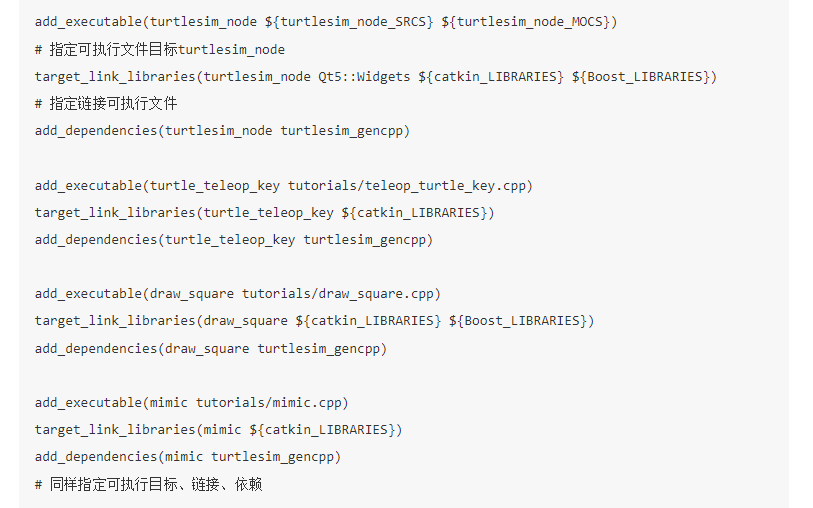 add_executable(turtlesim_node ${turtlesim_node_SRCS} ${turtlesim_node_MOCS})
# 指定可执行文件目标turtlesim_node
target_link_libraries(turtlesim_node Qt5::Widgets ${catkin_LIBRARIES} ${Boost_LIBRARIES})
# 指定链接可执行文件
add_dependencies(turtlesim_node turtlesim_gencpp)
add_executable(turtle_teleop_key tutorials/teleop_turtle_key.cpp)
target_link_libraries(turtle_teleop_key ${catkin_LIBRARIES})
add_dependencies(turtle_teleop_key turtlesim_gencpp)
add_executable(draw_square tutorials/draw_square.cpp)
target_link_libraries(draw_square ${catkin_LIBRARIES} ${Boost_LIBRARIES})
add_dependencies(draw_square turtlesim_gencpp)
add_executable(mimic tutorials/mimic.cpp)
target_link_libraries(mimic ${catkin_LIBRARIES})
add_dependencies(mimic turtlesim_gencpp)
# 同样指定可执行目标、链接、依赖